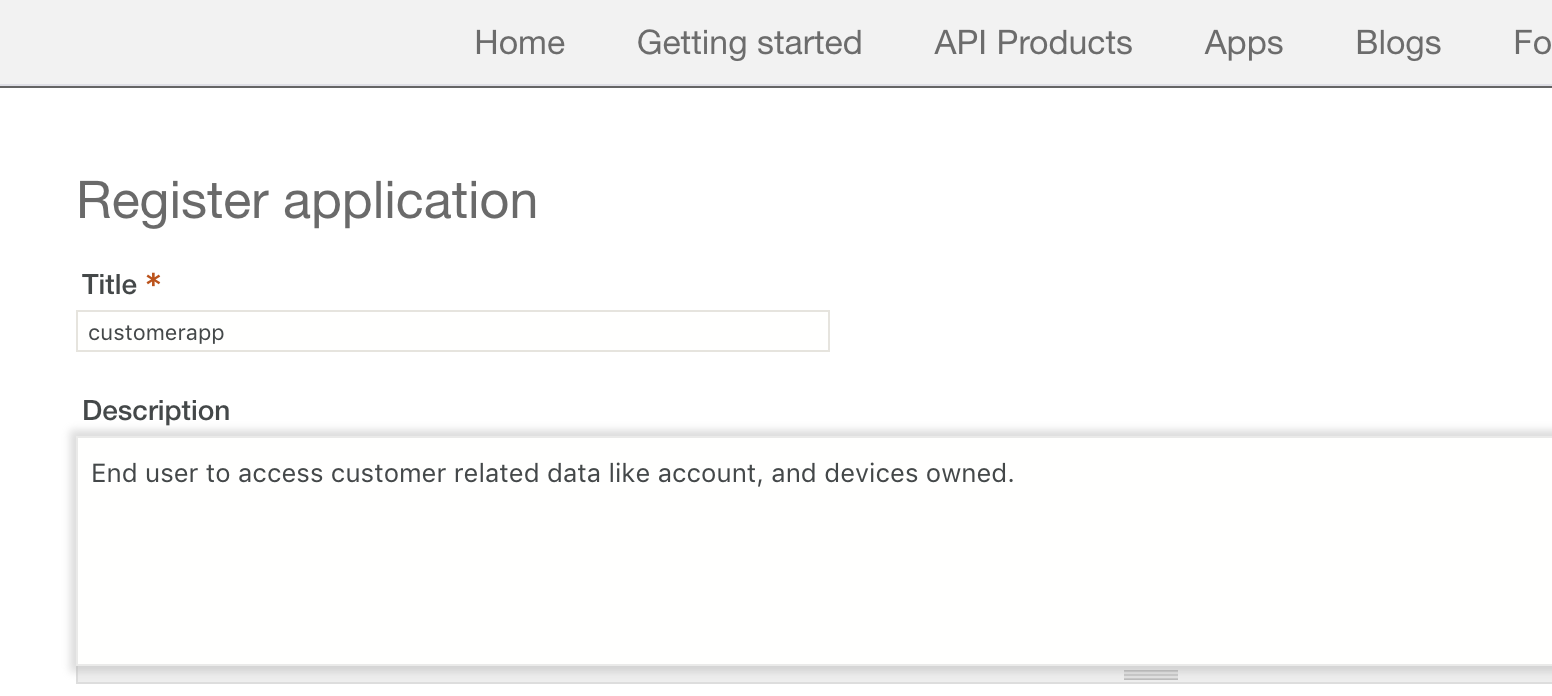 Home Getting started API Products Apps Blogs Fo
Register application
Title *
customerapp
Description
End user to access customer related data like account, and devices owned.